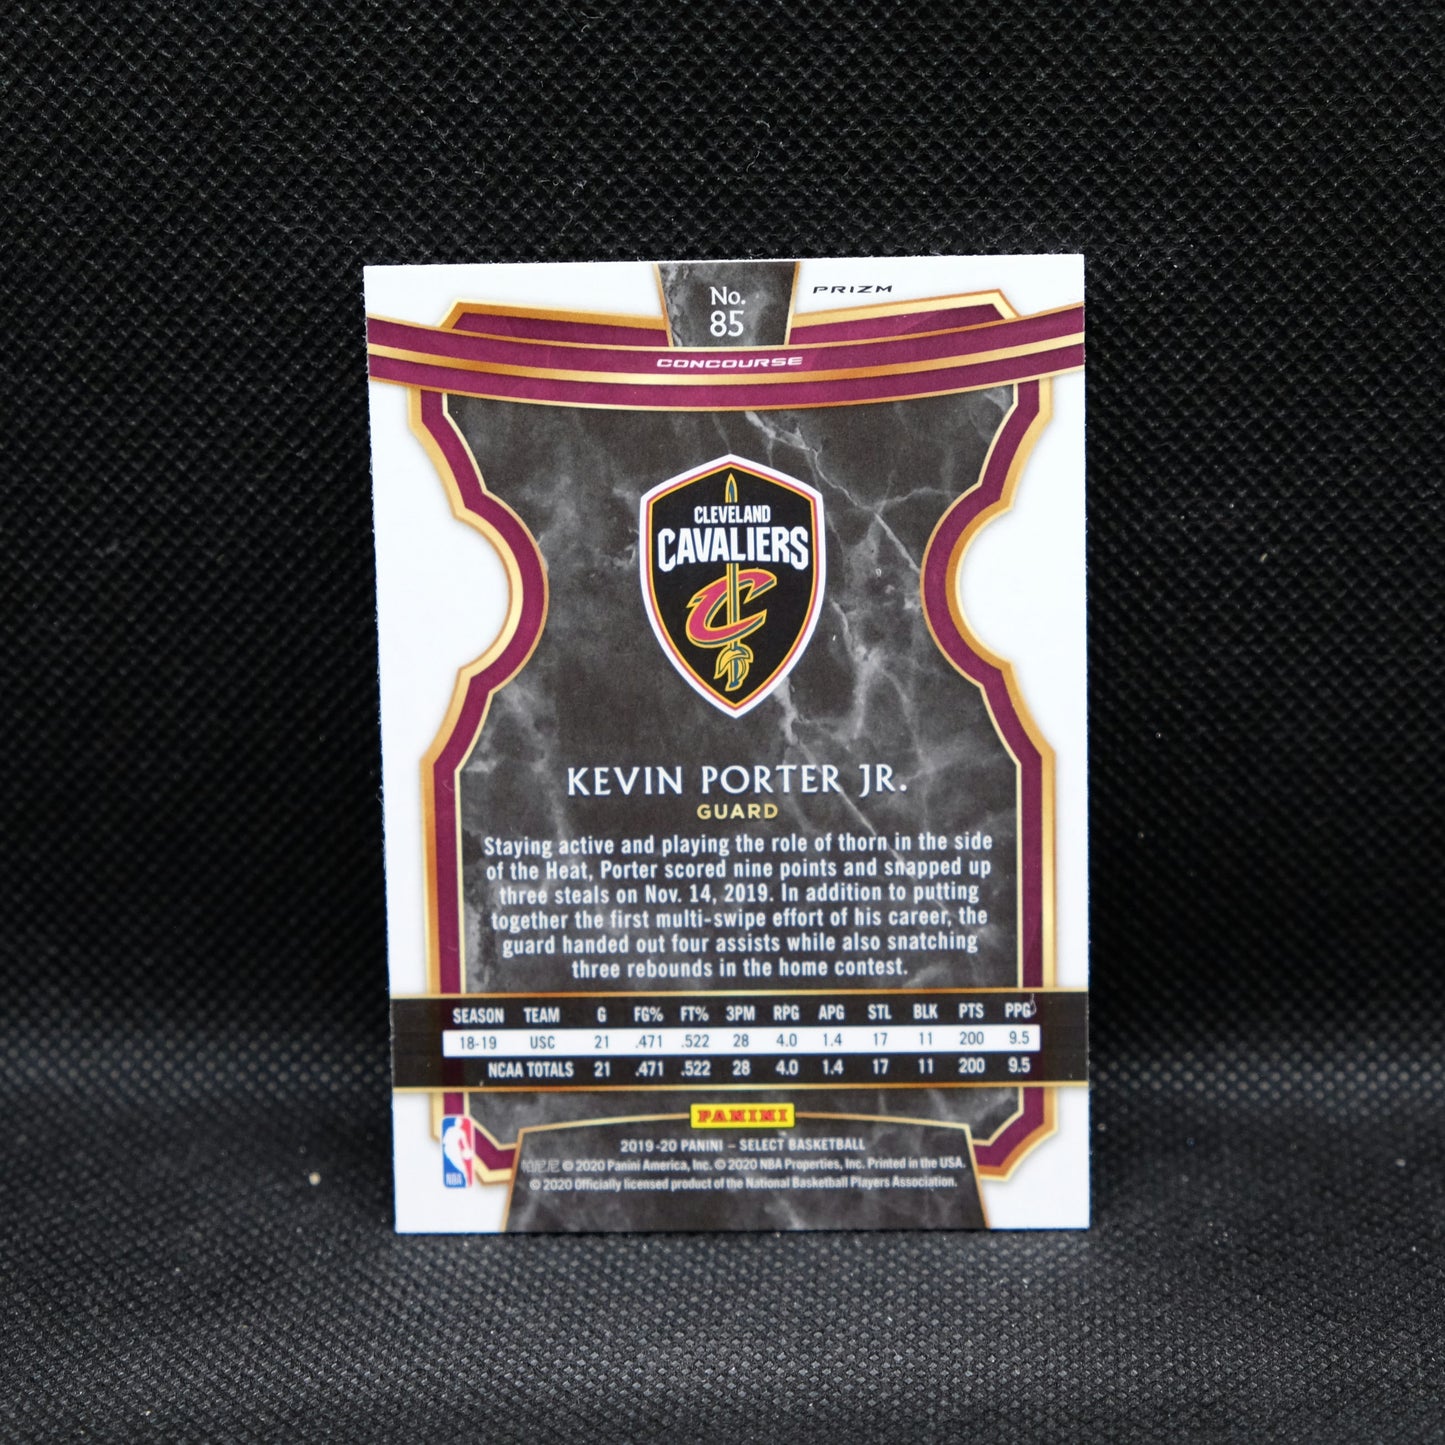 No.
85
PRIZM
CONCOURSE
CLEVELAND
CAVALIERS
C
KEVIN PORTER JR.
GUARD
Staying active and playing the role of thorn in the side
of the Heat, Porter scored nine points and snapped up
three steals on Nov. 14, 2019. In addition to putting
together the first multi-swipe effort of his career, the
guard handed out four assists while also snatching
three rebounds in the home contest.
SEASON TEAM G FG% FT% 3PM RPG APG STL BLK PTS PPG
18-19 USC 21 .471 .522 28 4.0 1.4 17 11 200 9.5
NCAA TOTALS 21 .471 .522 28 4.0 1.4 17 11 200 9.5
PANINI
2019-20 PANINI – SELECT BASKETBALL
帕尼尼 © 2020 Panini America, Inc. © 2020 NBA Properties, Inc. Printed in the USA.
© 2020 Officially licensed product of the National Basketball Players Association.
NBA